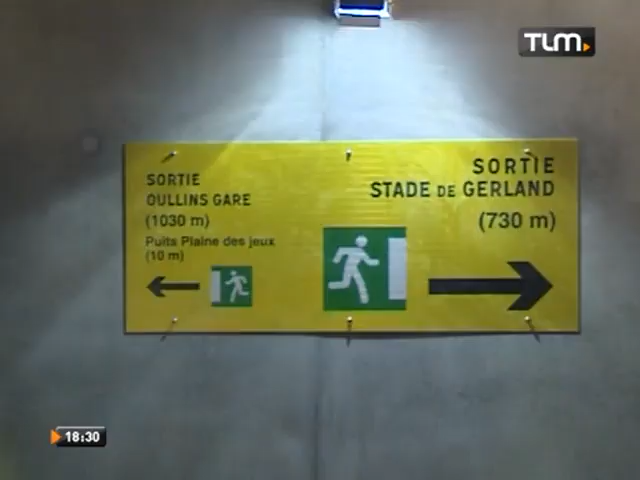 TLM
SORTIE
OULLINS GARE
(1030 m)
Puits Plaine des jeux
(10 m)
SORTIE
STADE DE GERLAND
(730 m)
18:30